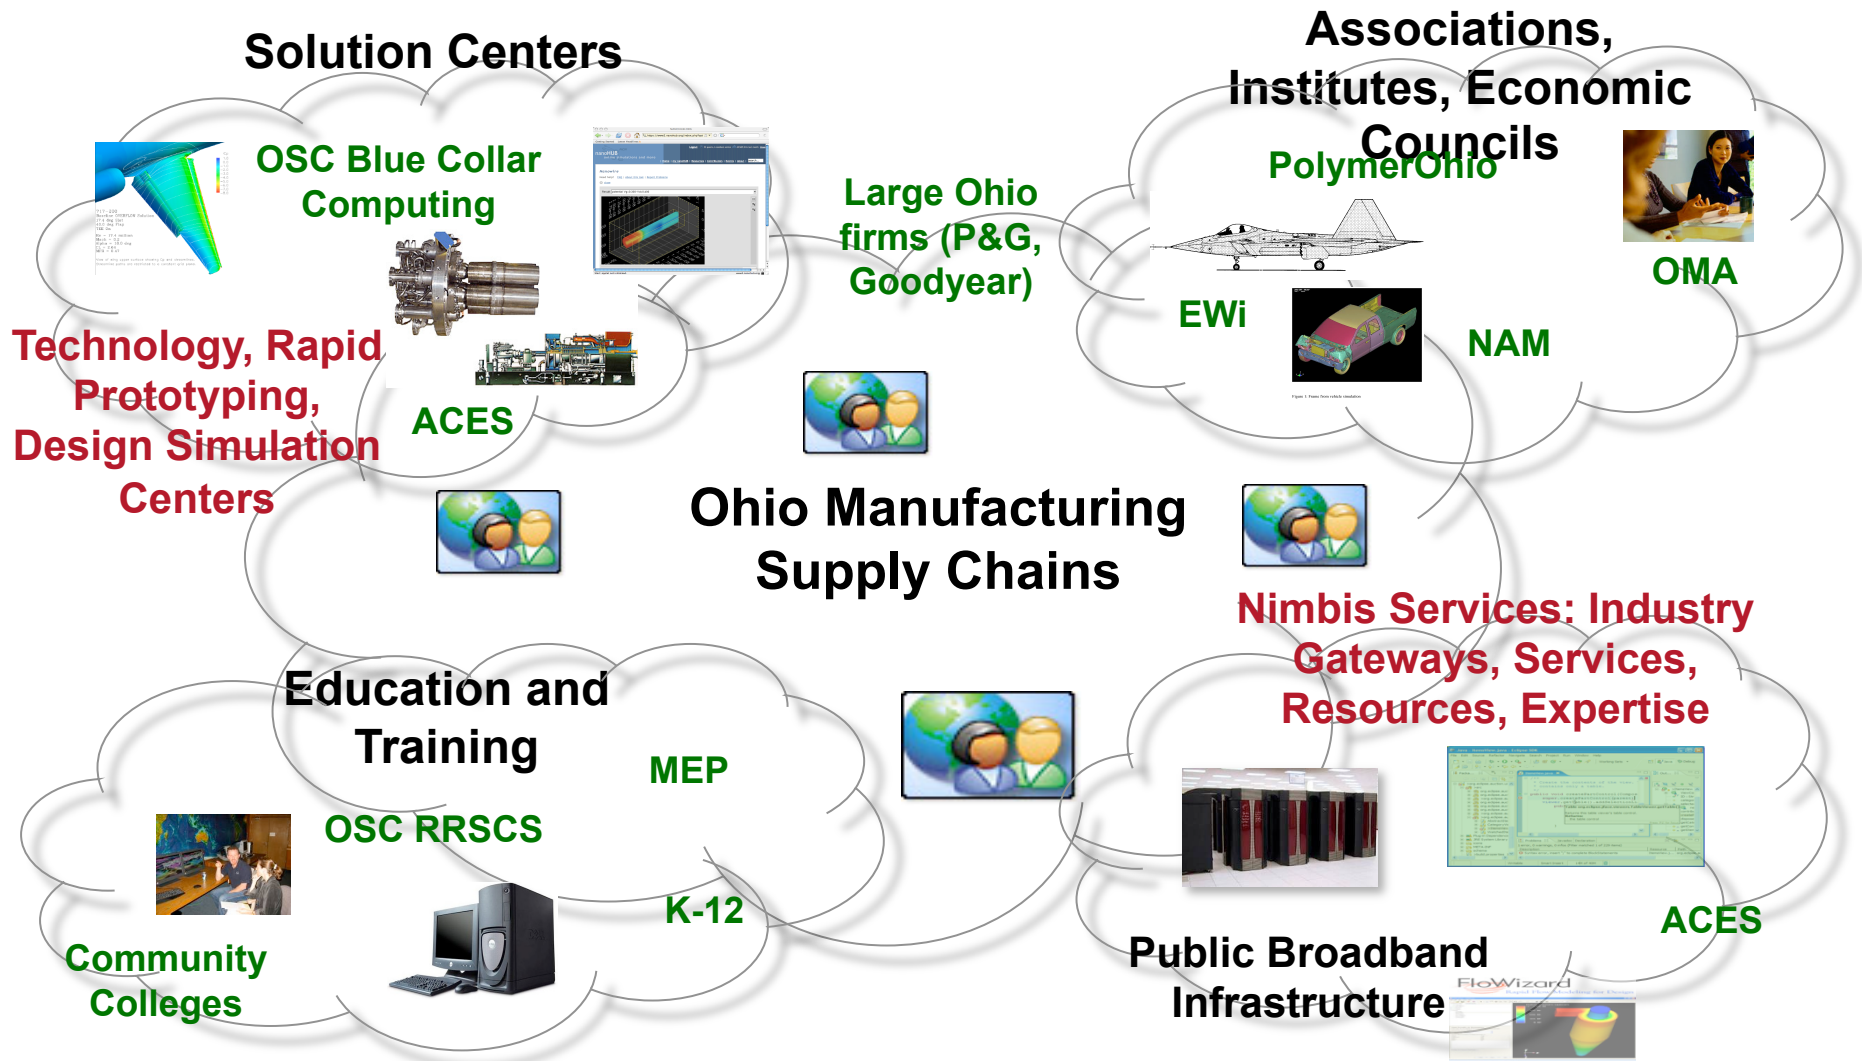 Solution Centers
Associations,
Institutes, Economic
Councils
OSC Blue Collar
Computing
Large Ohio
firms (P&G,
Goodyear)
PolymerOhio
OMA
EWi
NAM
Technology, Rapid
Prototyping,
Design Simulation
Centers
ACES
Ohio Manufacturing
Supply Chains
Nimbis Services: Industry
Gateways, Services,
Resources, Expertise
Education and
Training
MEP
OSC RRSCS
K-12
Community
Colleges
ACES
Public Broadband
Infrastructure
FloWizard